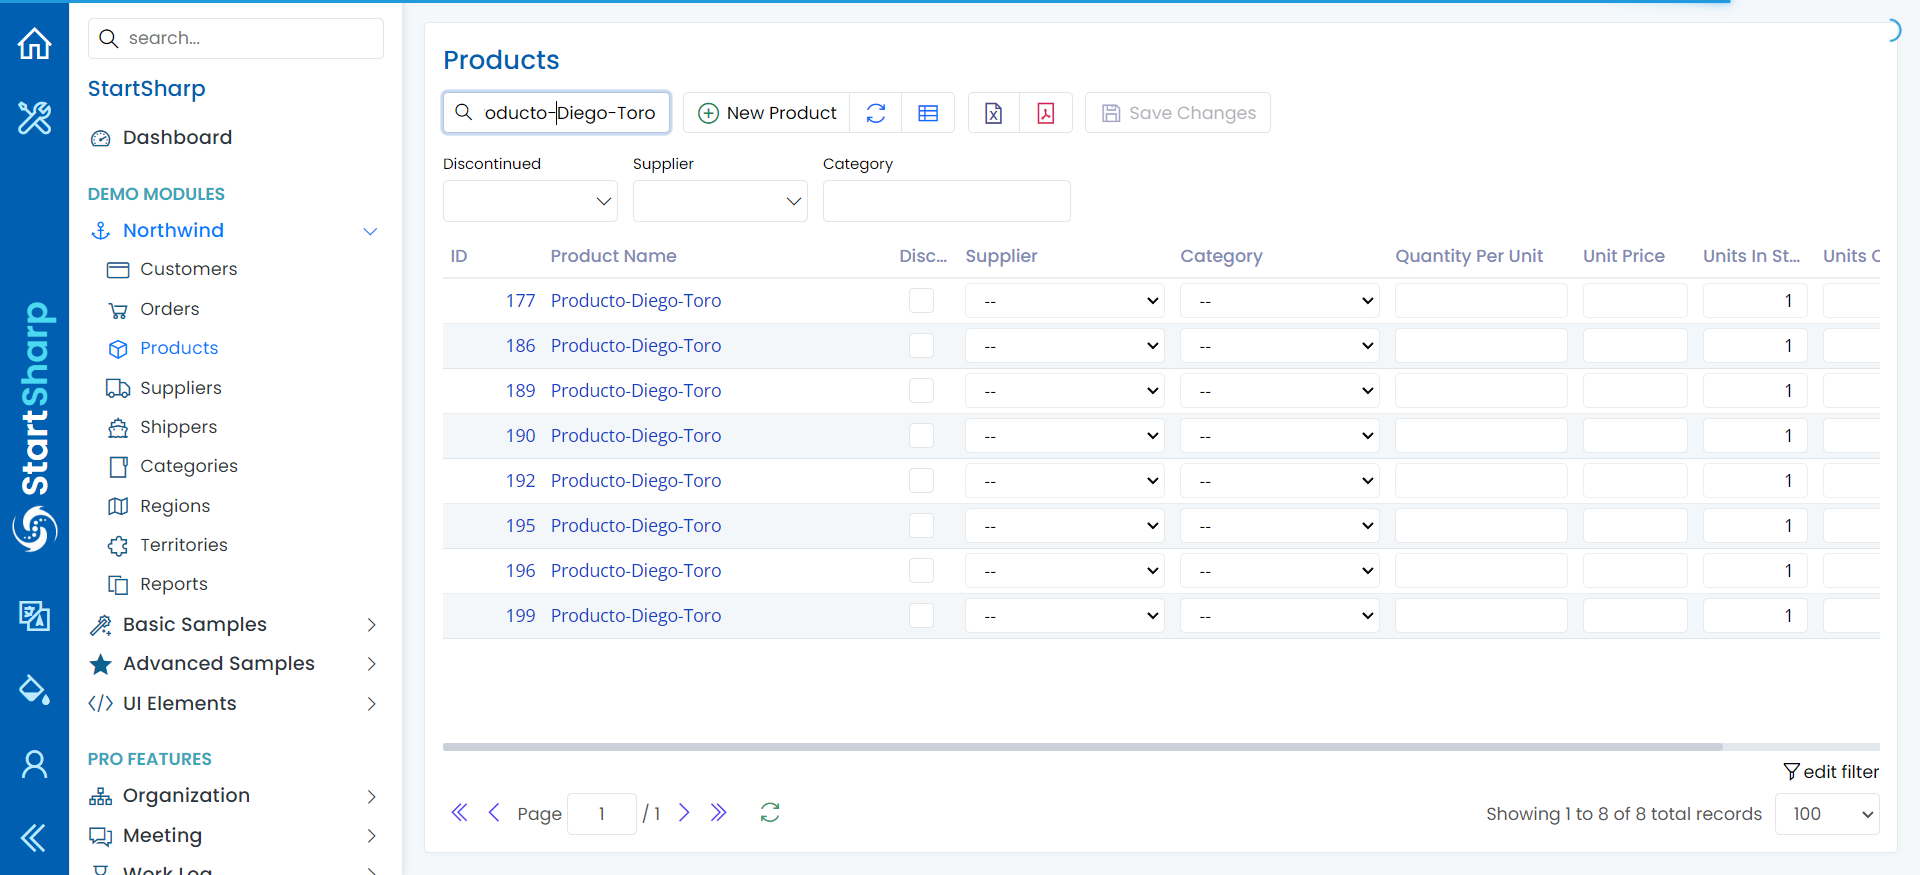 search...
StartSharp
Dashboard
DEMO MODULES
Northwind
Customers
Orders
Products
Suppliers
Shippers
Categories
Regions
Territories
Reports
Basic Samples
Advanced Samples
UI Elements
PRO FEATURES
Organization
Meeting
Work Log
StartSharp
Products
oducto-Diego-Toro
New Product
Save Changes
Discontinued Supplier Category
ID Product Name Disc... Supplier Category Quantity Per Unit Unit Price Units In St... Units
177 Producto-Diego-Toro -- -- 1
186 Producto-Diego-Toro -- -- 1
189 Producto-Diego-Toro -- -- 1
190 Producto-Diego-Toro -- -- 1
192 Producto-Diego-Toro -- -- 1
195 Producto-Diego-Toro -- -- 1
196 Producto-Diego-Toro -- -- 1
199 Producto-Diego-Toro -- -- 1
edit filter
Page 1 / 1
Showing 1 to 8 of 8 total records 100